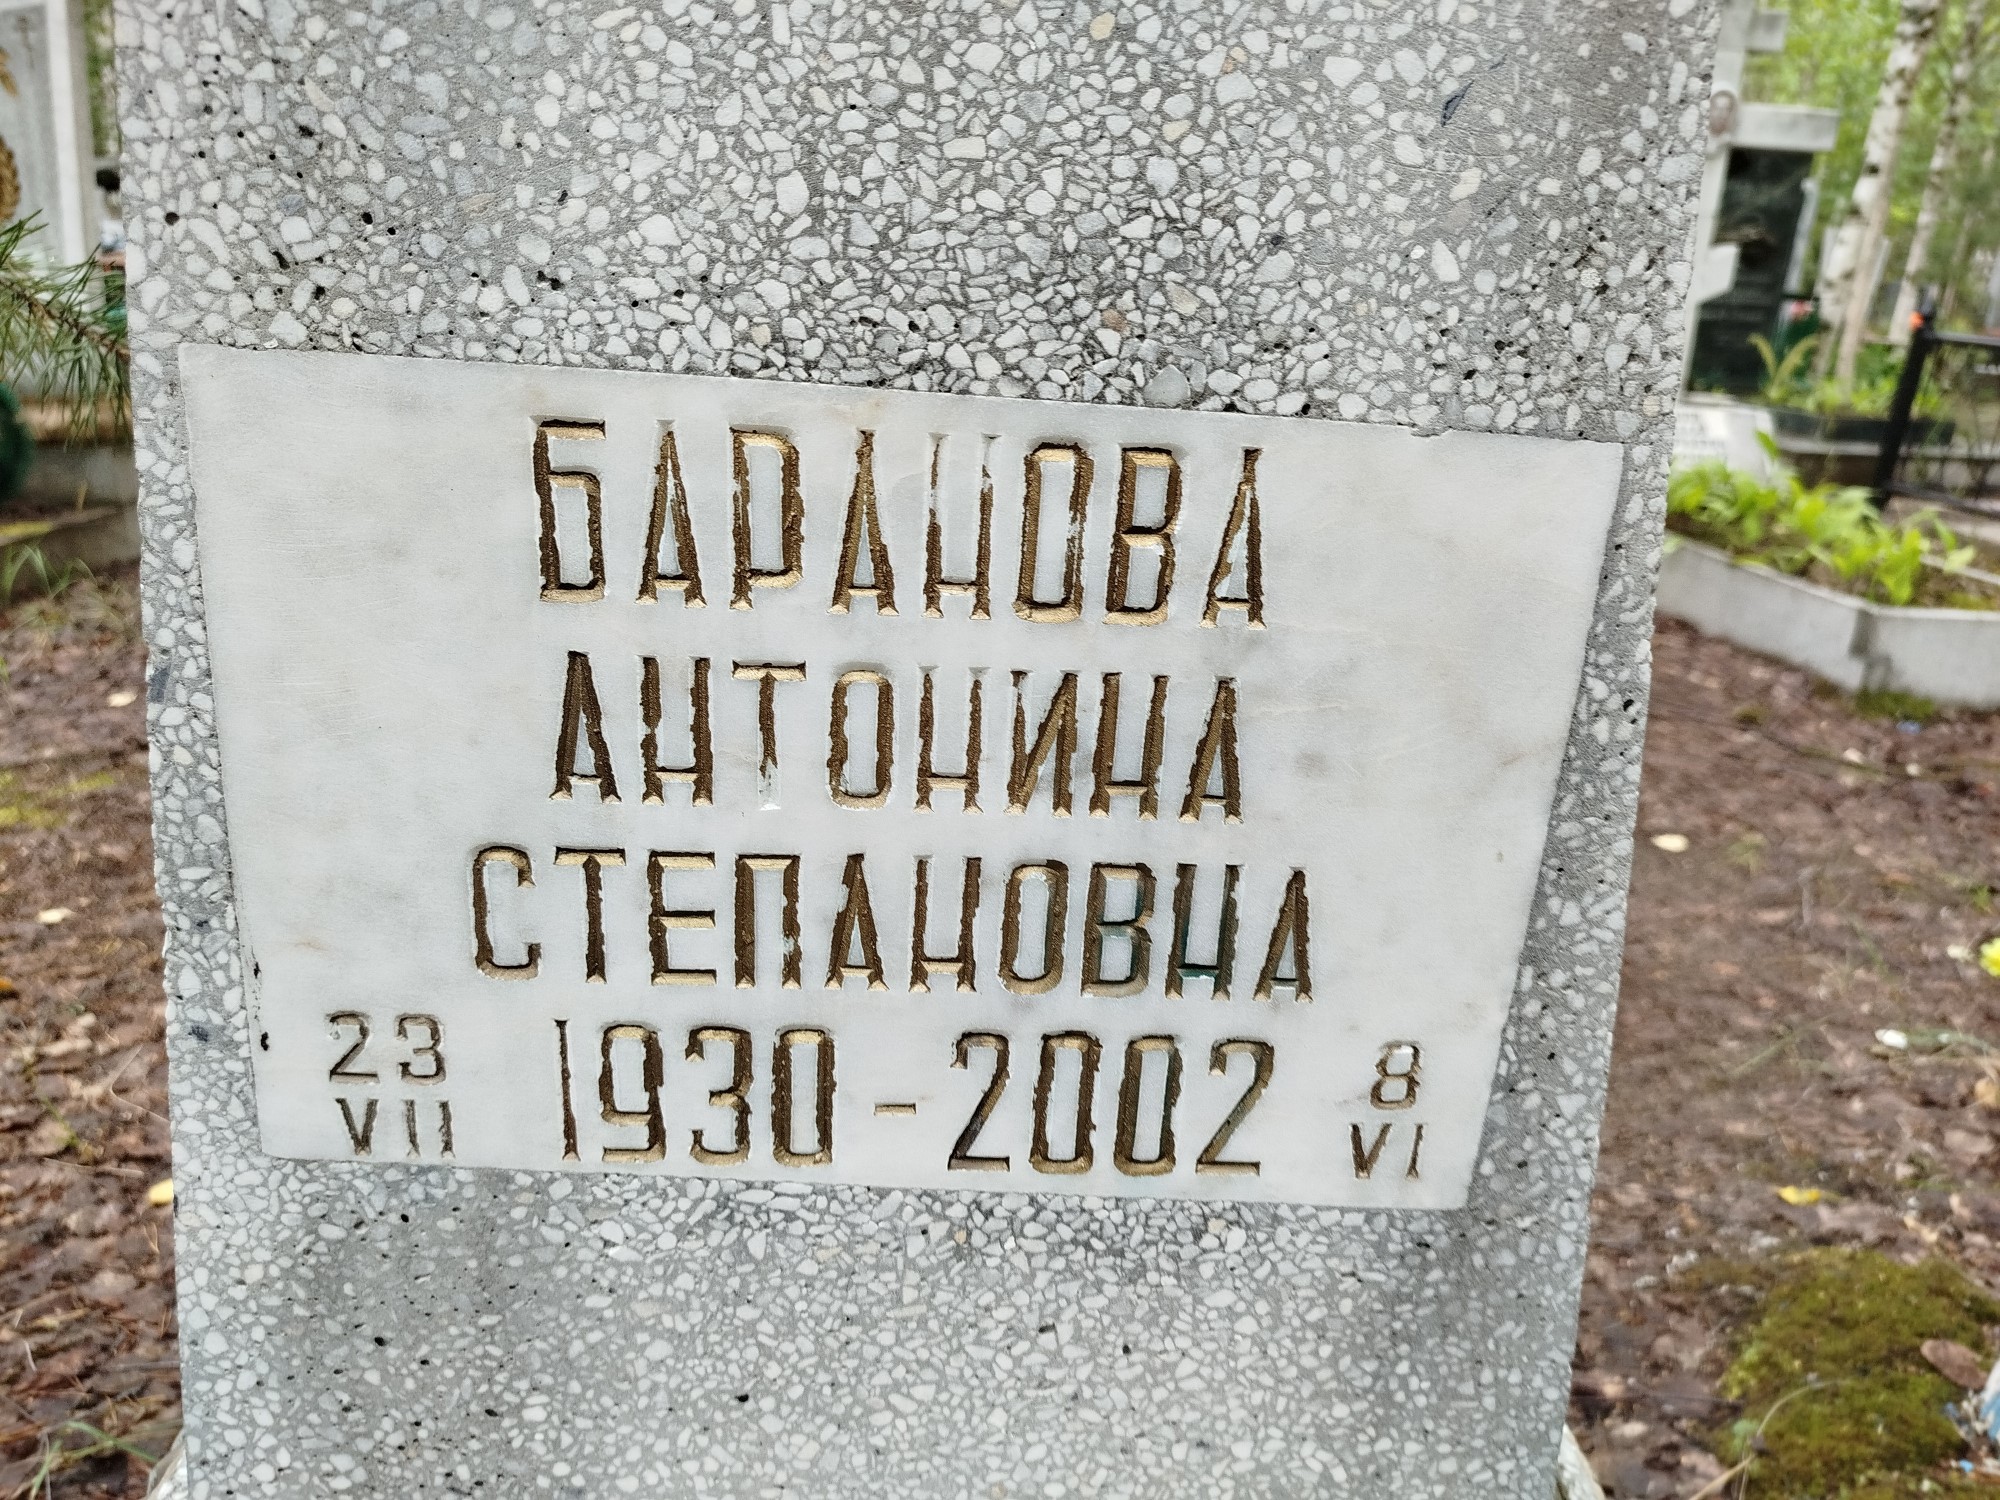 БАРАНОВА
АНТОНИНА
СТЕПАНОВНА
23 1930-2002 8
VII VI